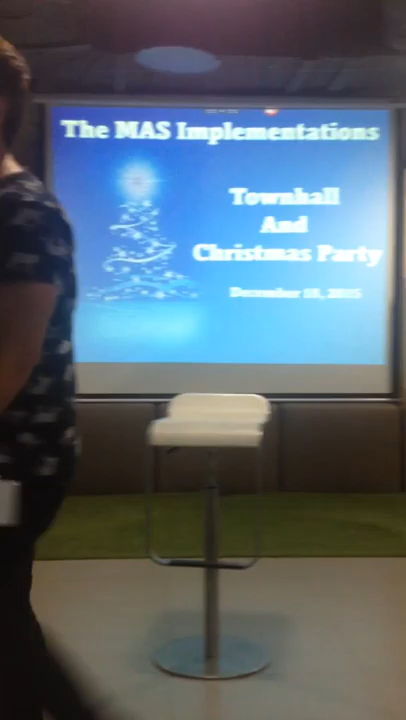 The MAS Implementations
Townhall
And
Christmas Party
December 18, 2015